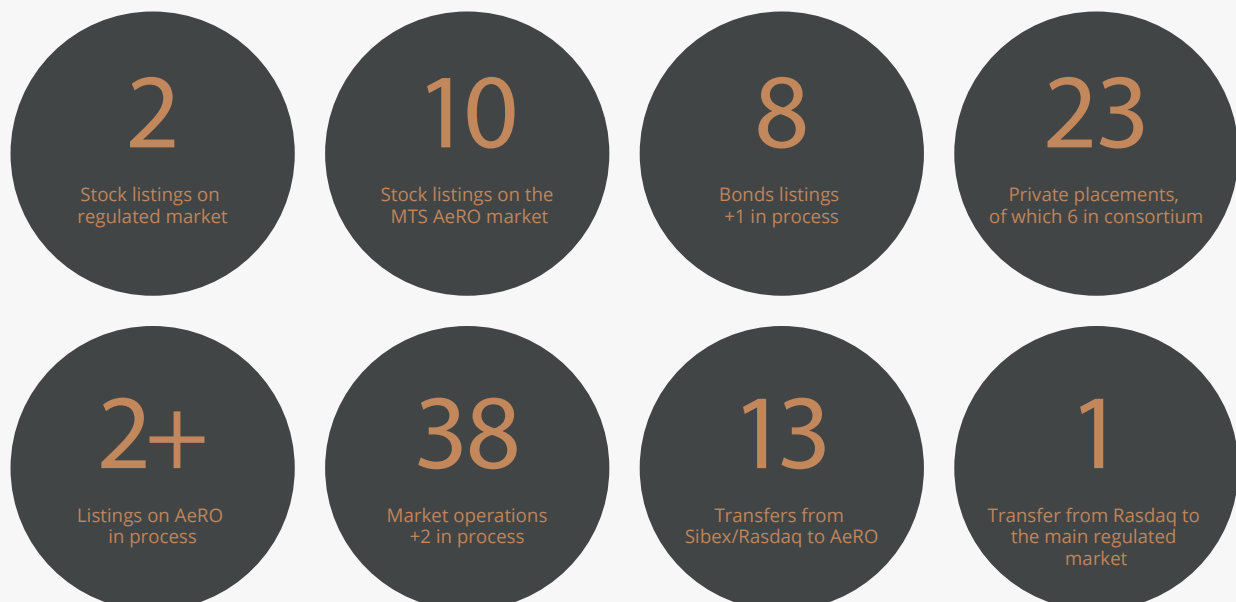 2
Stock listings on
regulated market
10
Stock listings on the
MTS AeRO market
8
Bonds listings
+1 in process
23
Private placements,
of which 6 in consortium
2+
Listings on AeRO
in process
38
Market operations
+2 in process
13
Transfers from
Sibex/Rasdaq to AeRO
1
Transfer from Rasdaq to
the main regulated
market